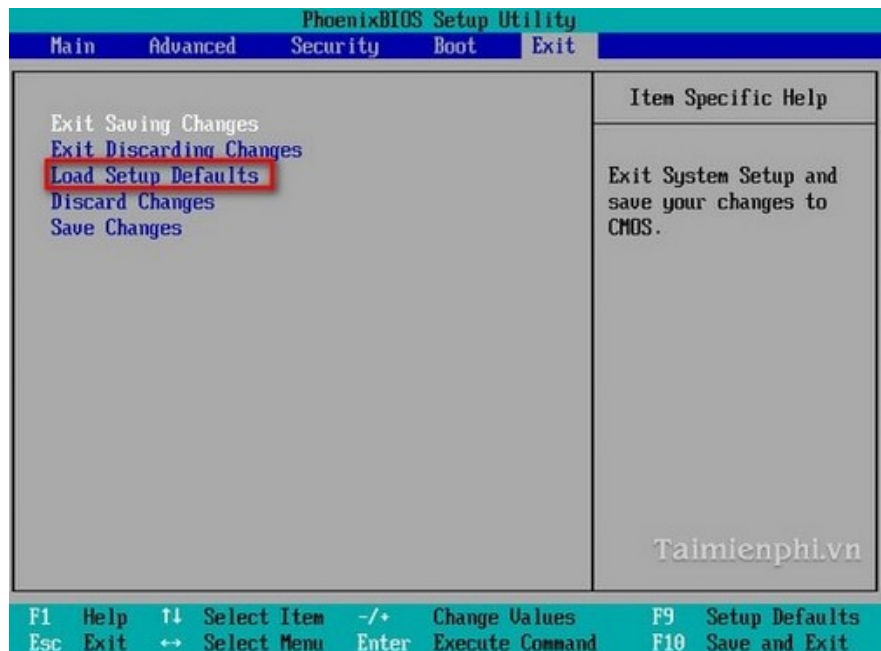 PhoenixBIOS Setup Utility
Main Advanced Security Boot Exit
Item Specific Help
Exit Saving Changes
Exit Discarding Changes
Load Setup Defaults
Discard Changes
Save Changes
Exit System Setup and
save your changes to
CMOS.
Taimienphi.vn
F1 Help ↑↓ Select Item -/+ Change Values F9 Setup Defaults
Esc Exit ↔ Select Menu Enter Execute Command F10 Save and Exit